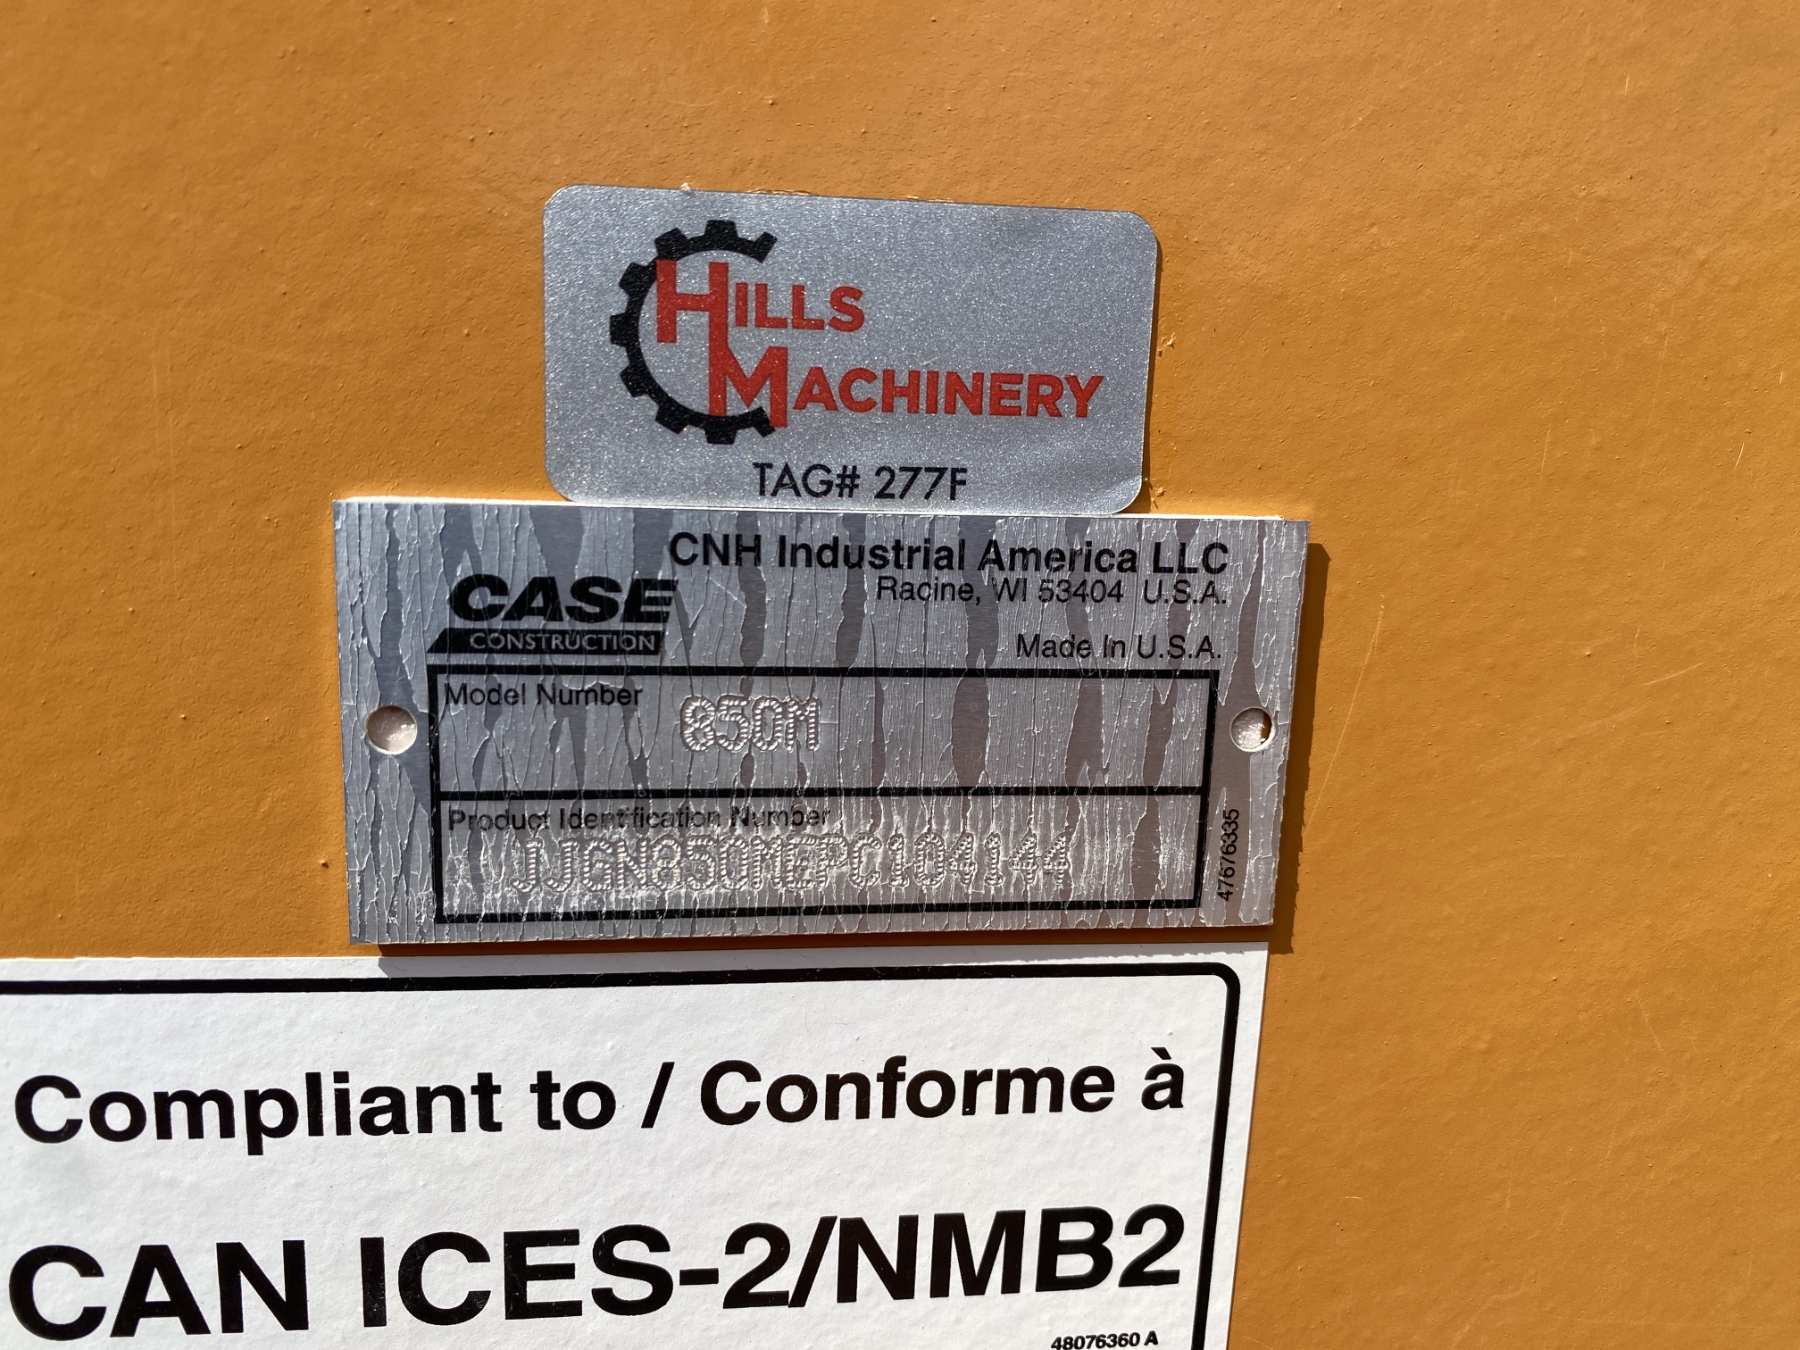 HILLS
MACHINERY
TAG# 277F
CNH Industrial America LLC
Racine, WI 53404 U.S.A.
CASE
CONSTRUCTION
Made In U.S.A.
Model Number 850M
Product Identification Number
JJGN850MEPC104144
47676335
Compliant to / Conforme à
CAN ICES-2/NMB2
48076360 A